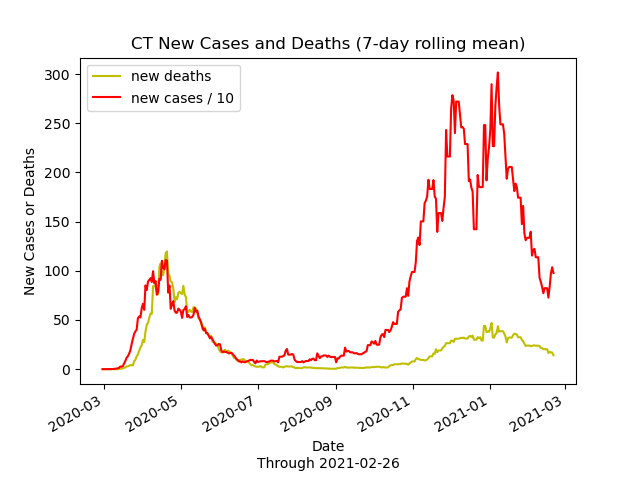 CT New Cases and Deaths (7-day rolling mean)
new deaths
new cases / 10
300
250
200
150
100
50
0
New Cases or Deaths
2020-03
2020-05
2020-07
2020-09
2020-11
2021-01
2021-03
Date
Through 2021-02-26